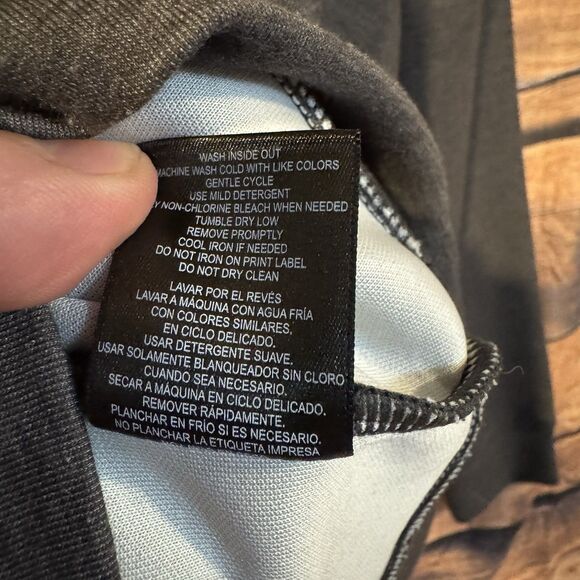 WASH INSIDE OUT
MACHINE WASH COLD WITH LIKE COLORS
GENTLE CYCLE
USE MILD DETERGENT
NON-CHLORINE BLEACH WHEN NEEDED
TUMBLE DRY LOW
REMOVE PROMPTLY
COOL IRON IF NEEDED
DO NOT IRON ON PRINT LABEL
DO NOT DRY CLEAN
LAVAR POR EL REVÉS
LAVAR A MÁQUINA CON AGUA FRÍA
CON COLORES SIMILARES.
EN CICLO DELICADO.
USAR DETERGENTE SUAVE.
USAR SOLAMENTE BLANQUEADOR SIN CLORO
CUANDO SEA NECESARIO.
SECAR A MÁQUINA EN CICLO DELICADO.
REMOVER RÁPIDAMENTE.
PLANCHAR EN FRÍO SI ES NECESARIO.
NO PLANCHAR LA ETIQUETA IMPRESA